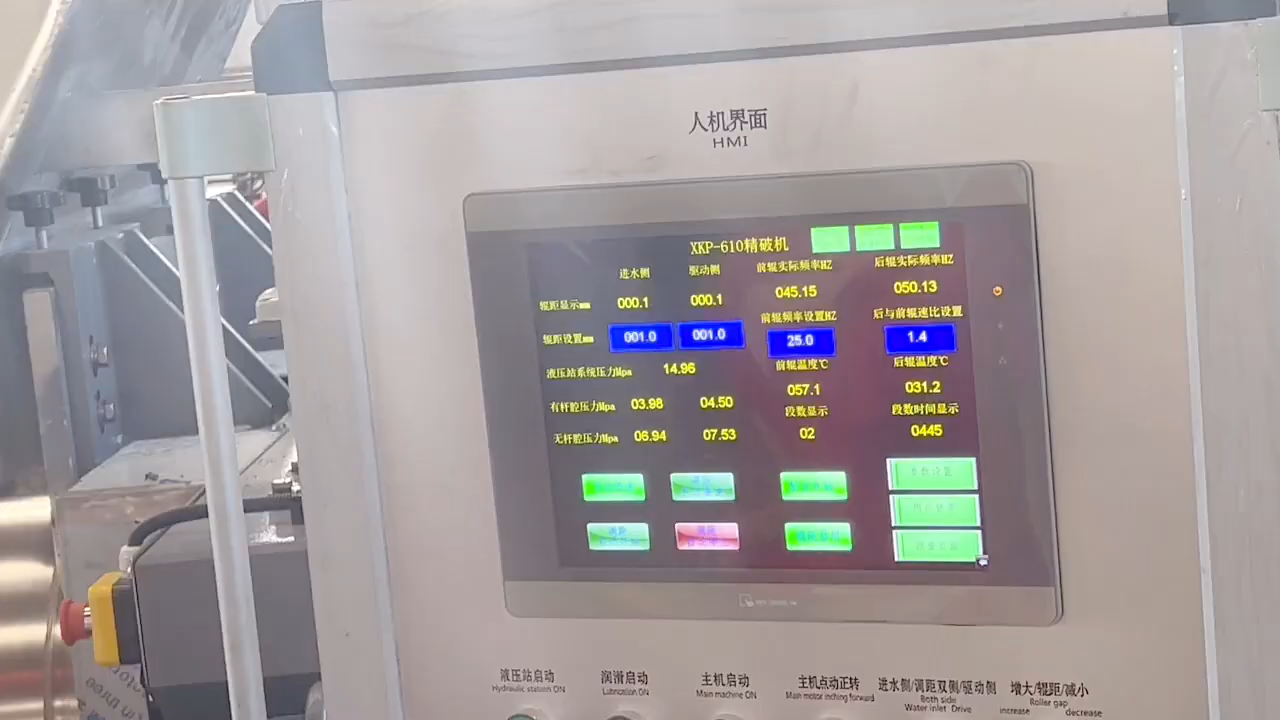 人机界面
HMI
XKP-610精破机
进水侧 驱动侧 前辊实际频率HZ 后辊实际频率HZ
辊距显示mm 000.1 000.1 045.15 050.13
前辊频率设置HZ 后与前辊速比设置
辊距设置mm 001.0 001.0 25.0 1.4
液压站系统压力Mpa 14.96 前辊温度℃ 后辊温度℃
057.1 031.2
有杆腔压力Mpa 03.98 04.50 段数显示 段数时间显示
无杆腔压力Mpa 06.94 07.53 02 0445
液压站启动 润滑启动 主机启动 主机点动正转 进水侧/调距双侧/驱动侧 增大/辊距/减小
Hydraulic station ON Lubrication ON Main machine ON Main motor inching forward Both side Roller gap
Water inlet Drive increase decrease